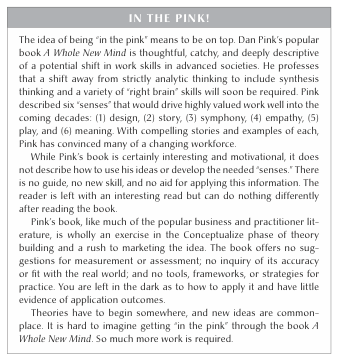 IN THE PINK!
The idea of being "in the pink" means to be on top. Dan Pink's popular
book A Whole New Mind is thoughtful, catchy, and deeply descriptive
of a potential shift in work skills in advanced societies. He professes
that a shift away from strictly analytic thinking to include synthesis
thinking and a variety of "right brain" skills will soon be required. Pink
described six "senses" that would drive highly valued work well into the
coming decades: (1) design, (2) story, (3) symphony, (4) empathy, (5)
play, and (6) meaning. With compelling stories and examples of each,
Pink has convinced many of a changing workforce.
While Pink's book is certainly interesting and motivational, it does
not describe how to use his ideas or develop the needed "senses." There
is no guide, no new skill, and no aid for applying this information. The
reader is left with an interesting read but can do nothing differently
after reading the book.
Pink's book, like much of the popular business and practitioner lit-
erature, is wholly an exercise in the Conceptualize phase of theory
building and a rush to marketing the idea. The book offers no sug-
gestions for measurement or assessment; no inquiry of its accuracy
or fit with the real world; and no tools, frameworks, or strategies for
practice. You are left in the dark as to how to apply it and have little
evidence of application outcomes.
Theories have to begin somewhere, and new ideas are common-
place. It is hard to imagine getting "in the pink" through the book A
Whole New Mind. So much more work is required.